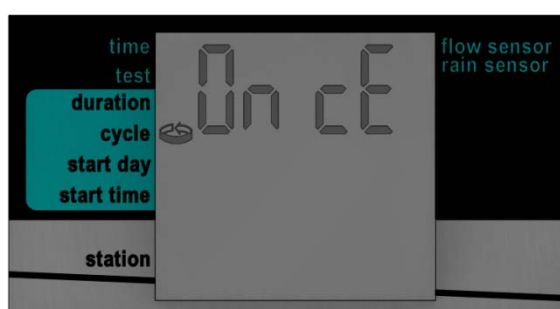 time
test
duration
cycle
start day
start time
station
OncE
flow sensor
rain sensor